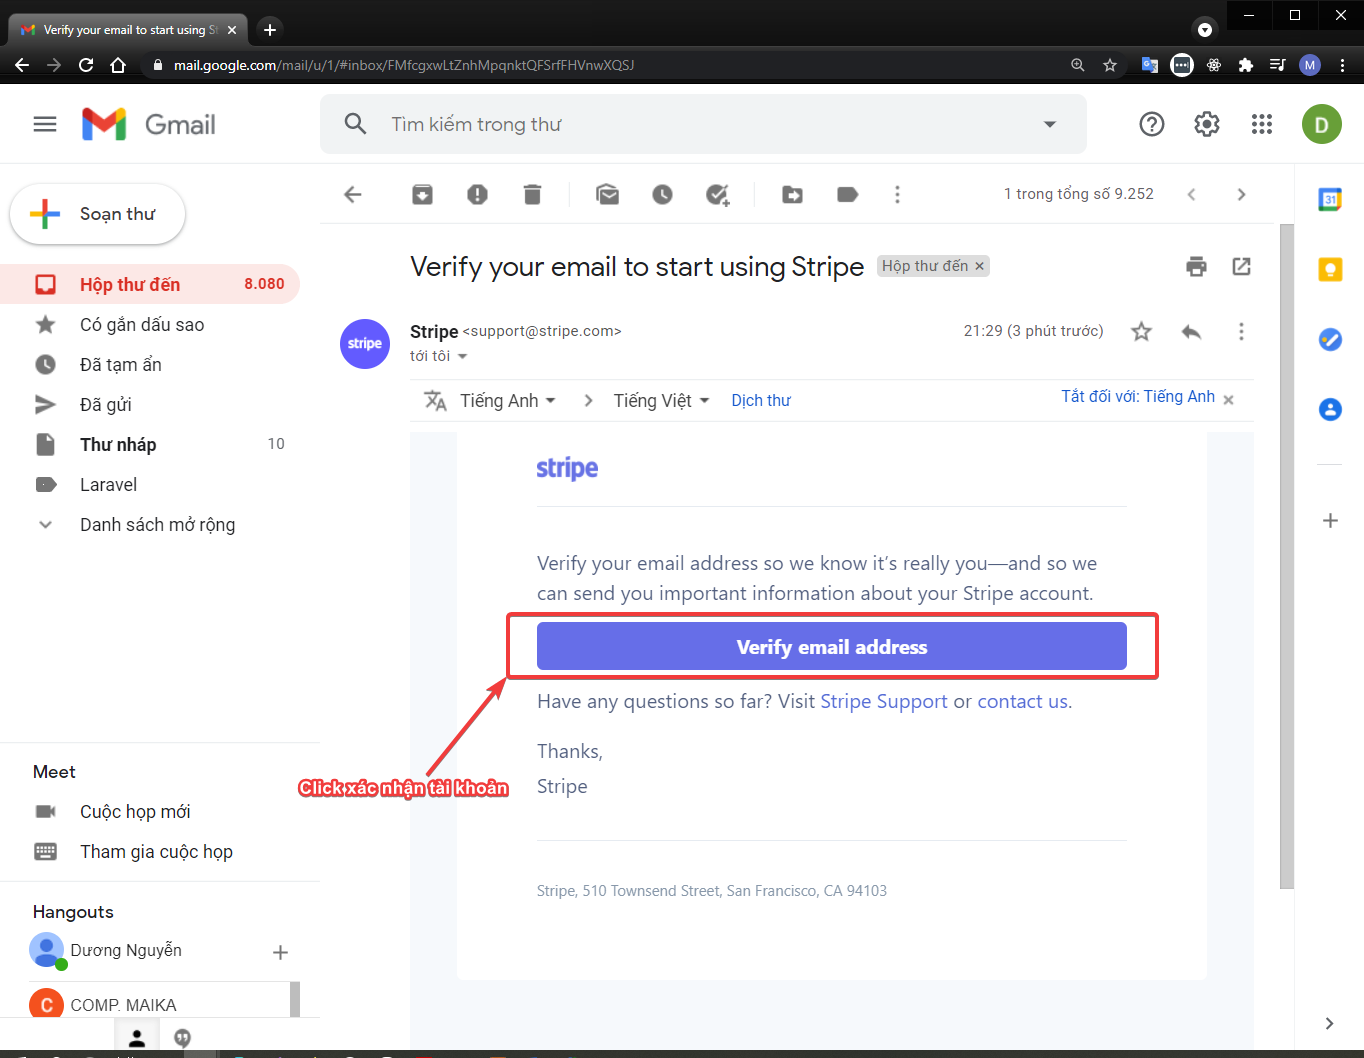 Verify your email to start using St
mail.google.com/mail/u/1/#inbox/FMfcgxwLtZnhMpqnktQFSrfFHVnwXQSJ
M
Gmail
Tìm kiếm trong thư
D
Soạn thư
1 trong tổng số 9.252
31
Hộp thư đến 8.080
Có gắn dấu sao
Đã tạm ẩn
Đã gửi
Thư nháp 10
Laravel
Danh sách mở rộng
Verify your email to start using Stripe Hộp thư đến ×
stripe
Stripe <support@stripe.com> 21:29 (3 phút trước)
tới tôi
Tiếng Anh > Tiếng Việt Dịch thư Tắt đối với: Tiếng Anh ×
stripe
Verify your email address so we know it's really you—and so we
can send you important information about your Stripe account.
Verify email address
Have any questions so far? Visit Stripe Support or contact us.
Click xác nhận tài khoản
Thanks,
Stripe
Stripe, 510 Townsend Street, San Francisco, CA 94103
Meet
Cuộc họp mới
Tham gia cuộc họp
Hangouts
Dương Nguyễn
C COMP. MAIKA